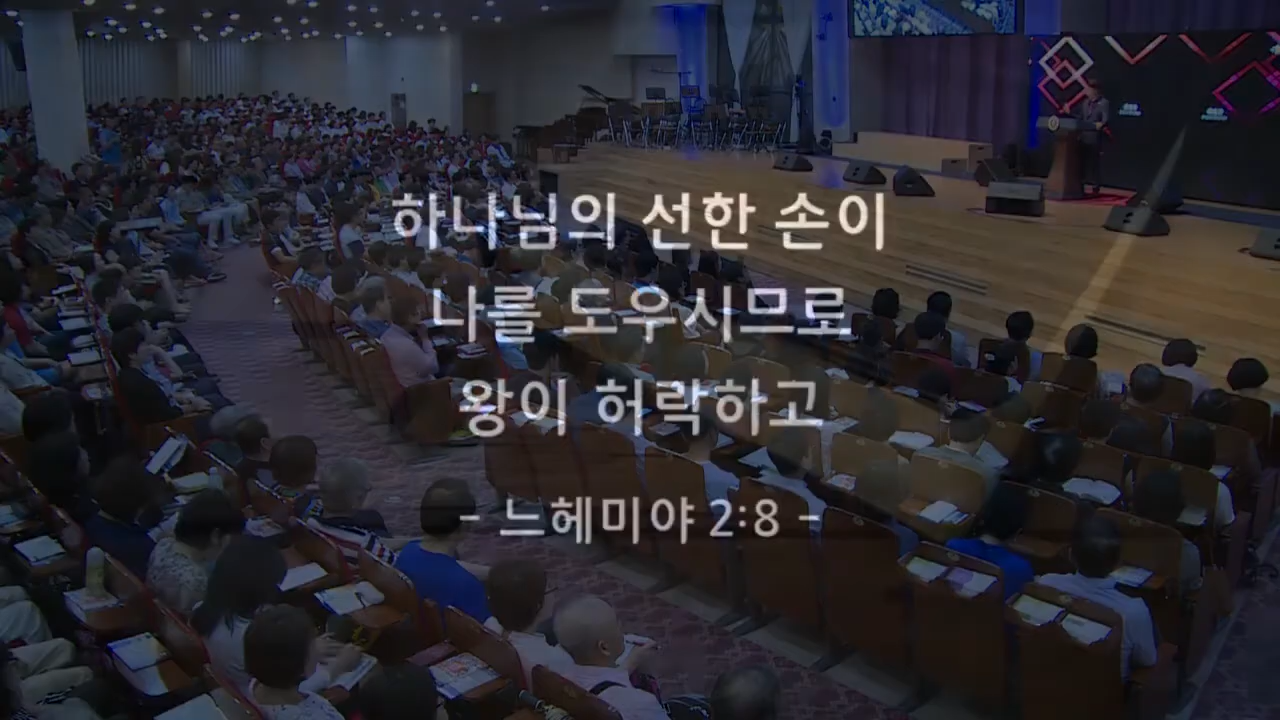 하나님의 선한 손이
나를 도우시므로
왕이 허락하고
- 느헤미야 2:8 -